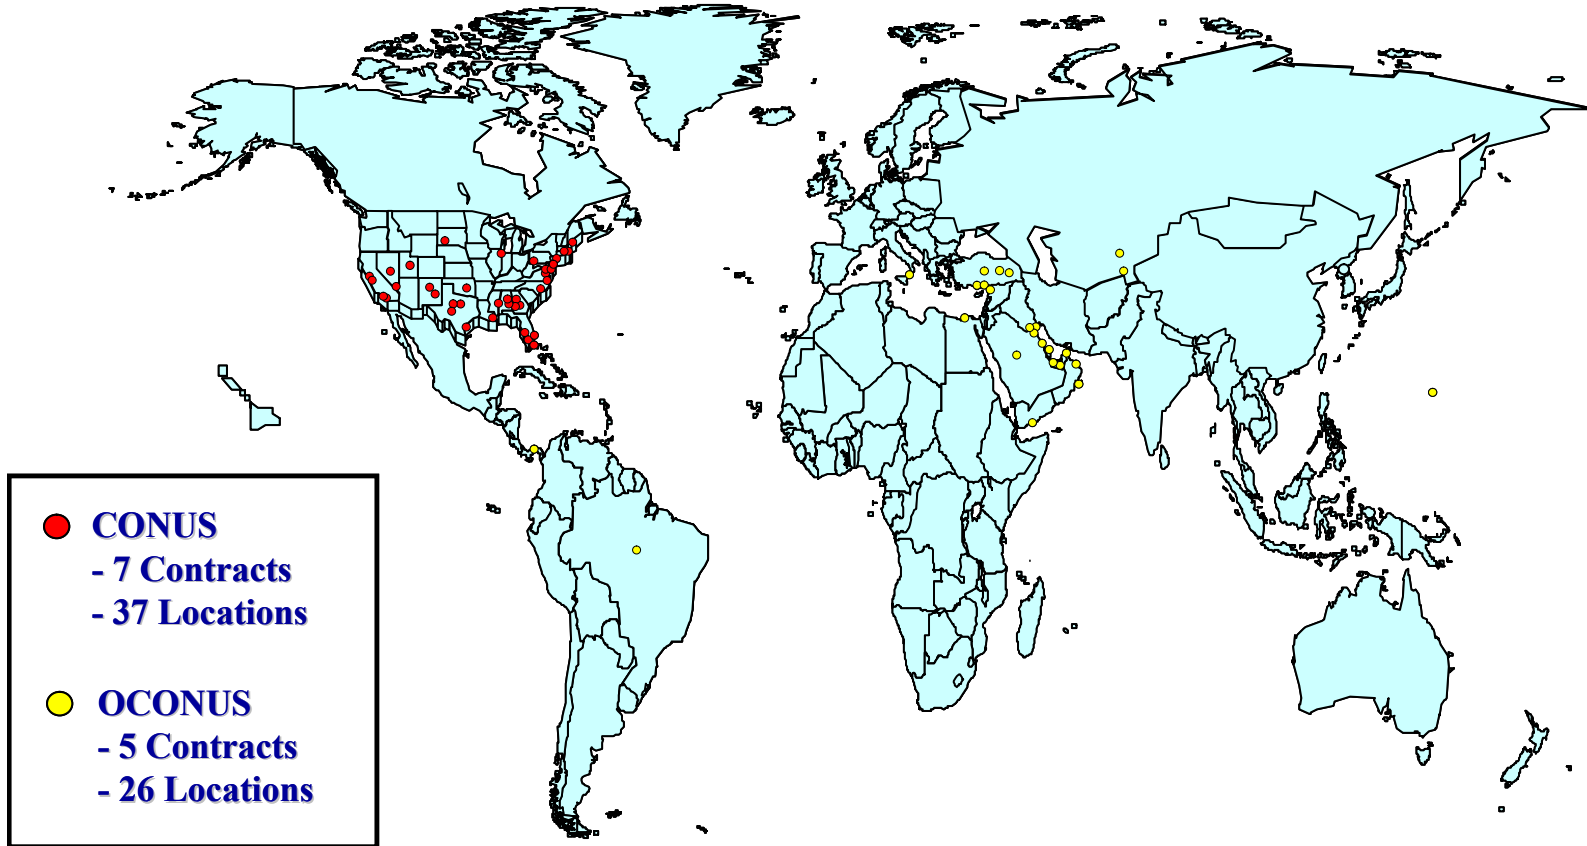 CONUS
- 7 Contracts
- 37 Locations
OCONUS
- 5 Contracts
- 26 Locations